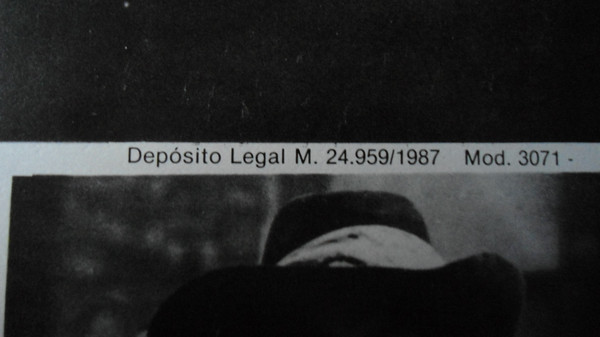 Depósito Legal M. 24.959/1987 Mod. 3071 -